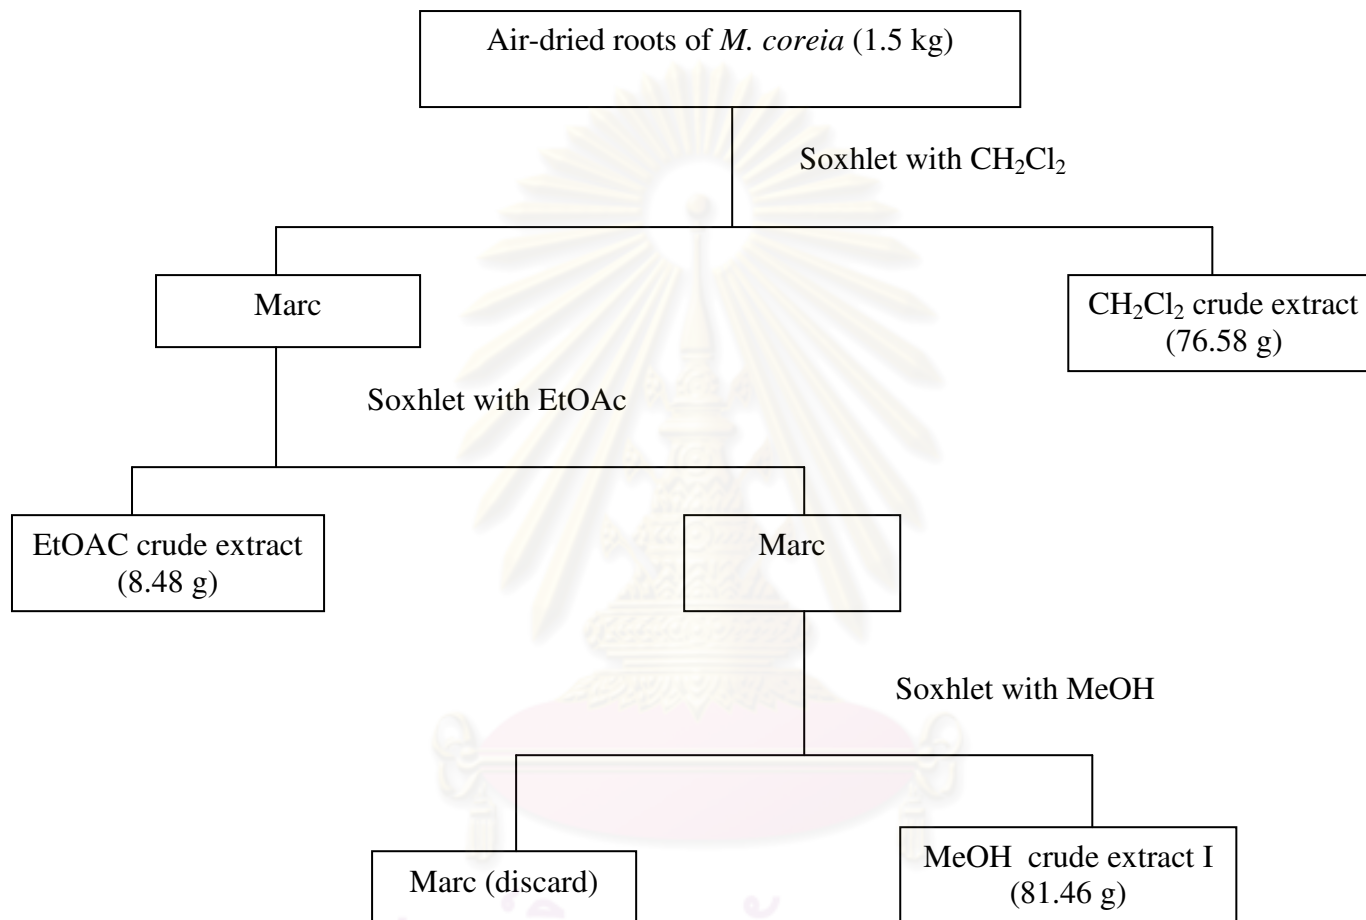 Air-dried roots of M. coreia (1.5 kg)
Soxhlet with CH₂Cl₂
Marc
CH₂Cl₂ crude extract
(76.58 g)
Soxhlet with EtOAc
EtOAC crude extract
(8.48 g)
Marc
Soxhlet with MeOH
Marc (discard)
MeOH crude extract I
(81.46 g)